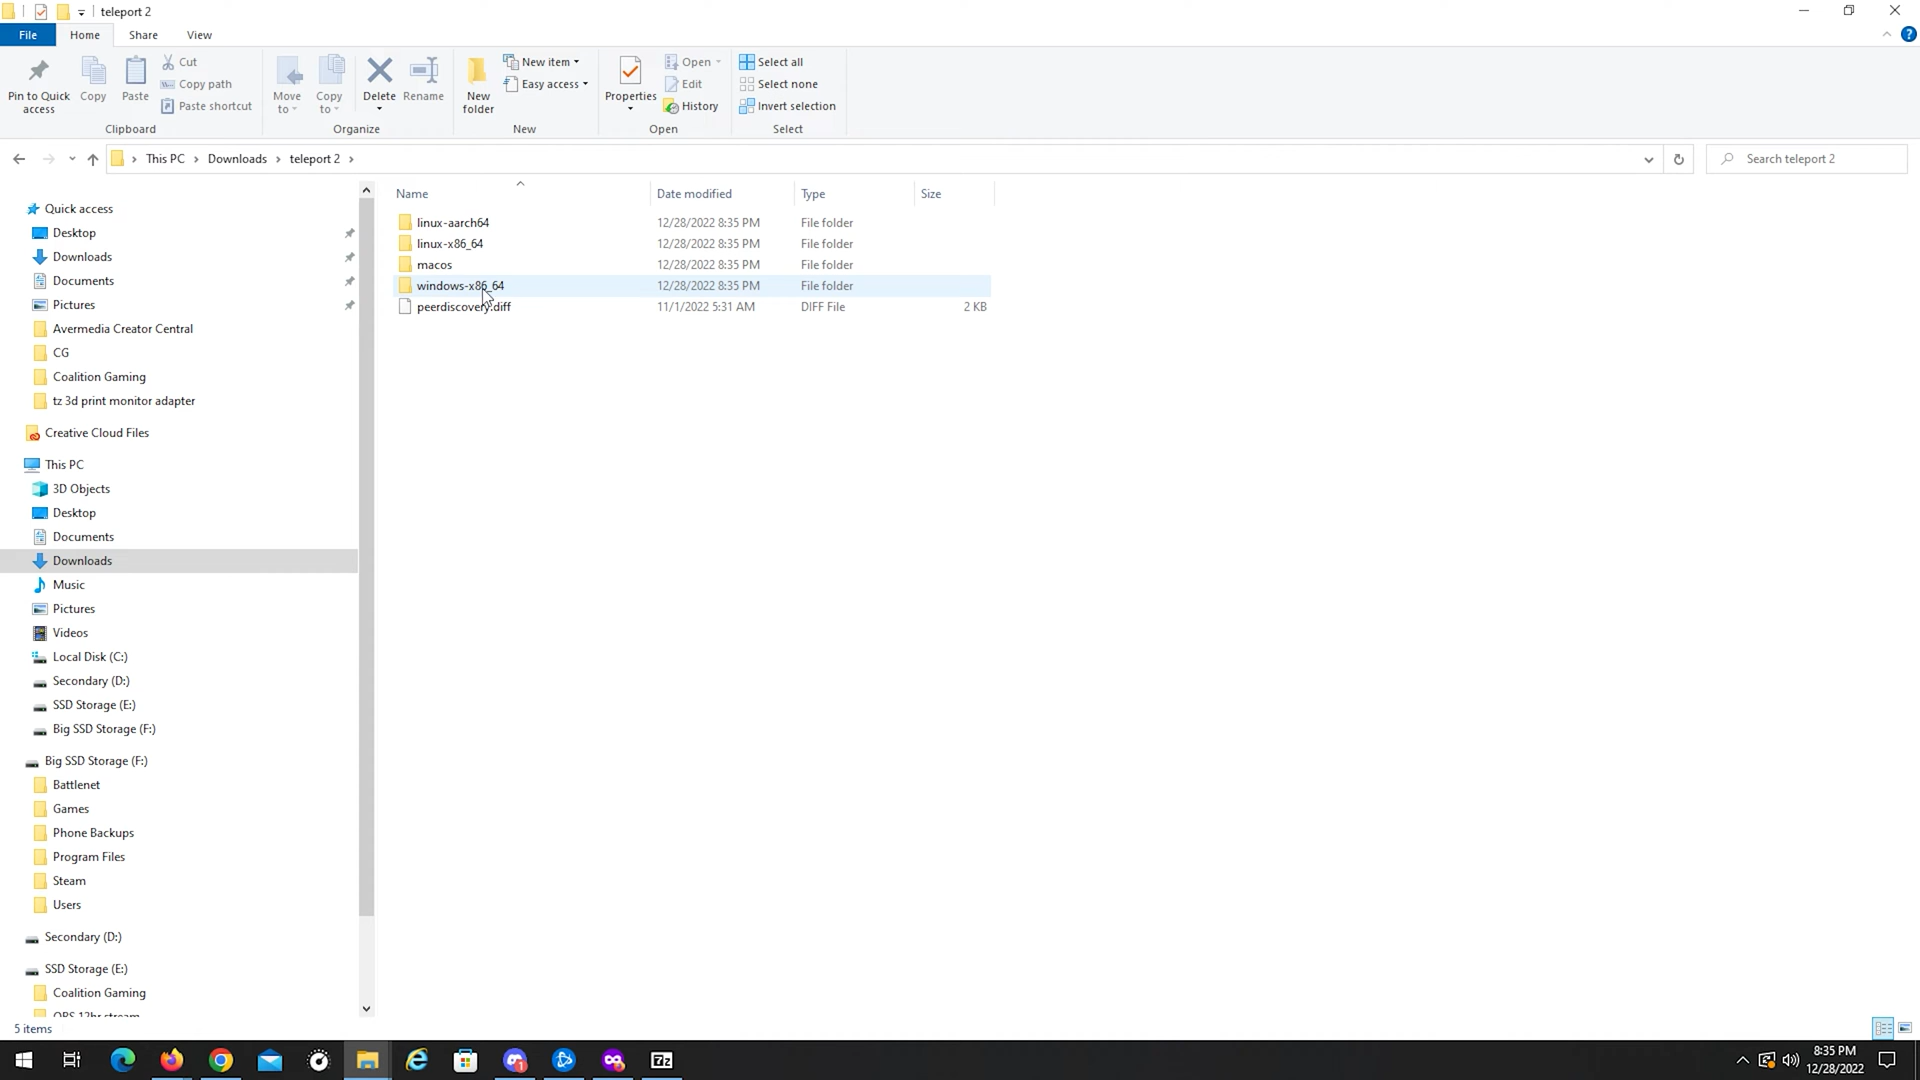 teleport 2
File Home Share View
Pin to Quick access
Copy
Paste
Cut
Copy path
Paste shortcut
Clipboard
Move to
Copy to
Delete
Rename
Organize
New folder
New item
Easy access
New
Properties
Open
Edit
History
Open
Select all
Select none
Invert selection
Select
This PC > Downloads > teleport 2 >
Search teleport 2
Name Date modified Type Size
linux-aarch64 12/28/2022 8:35 PM File folder
linux-x86_64 12/28/2022 8:35 PM File folder
macos 12/28/2022 8:35 PM File folder
windows-x86_64 12/28/2022 8:35 PM File folder
peerdiscovery.diff 11/1/2022 5:31 AM DIFF File 2 KB
Quick access
Desktop
Downloads
Documents
Pictures
Avermedia Creator Central
CG
Coalition Gaming
tz 3d print monitor adapter
Creative Cloud Files
This PC
3D Objects
Desktop
Documents
Downloads
Music
Pictures
Videos
Local Disk (C:)
Secondary (D:)
SSD Storage (E:)
Big SSD Storage (F:)
Big SSD Storage (F:)
Battlenet
Games
Phone Backups
Program Files
Steam
Users
Secondary (D:)
SSD Storage (E:)
Coalition Gaming
OBS 12hr stream
5 items
7z
8:35 PM
12/28/2022